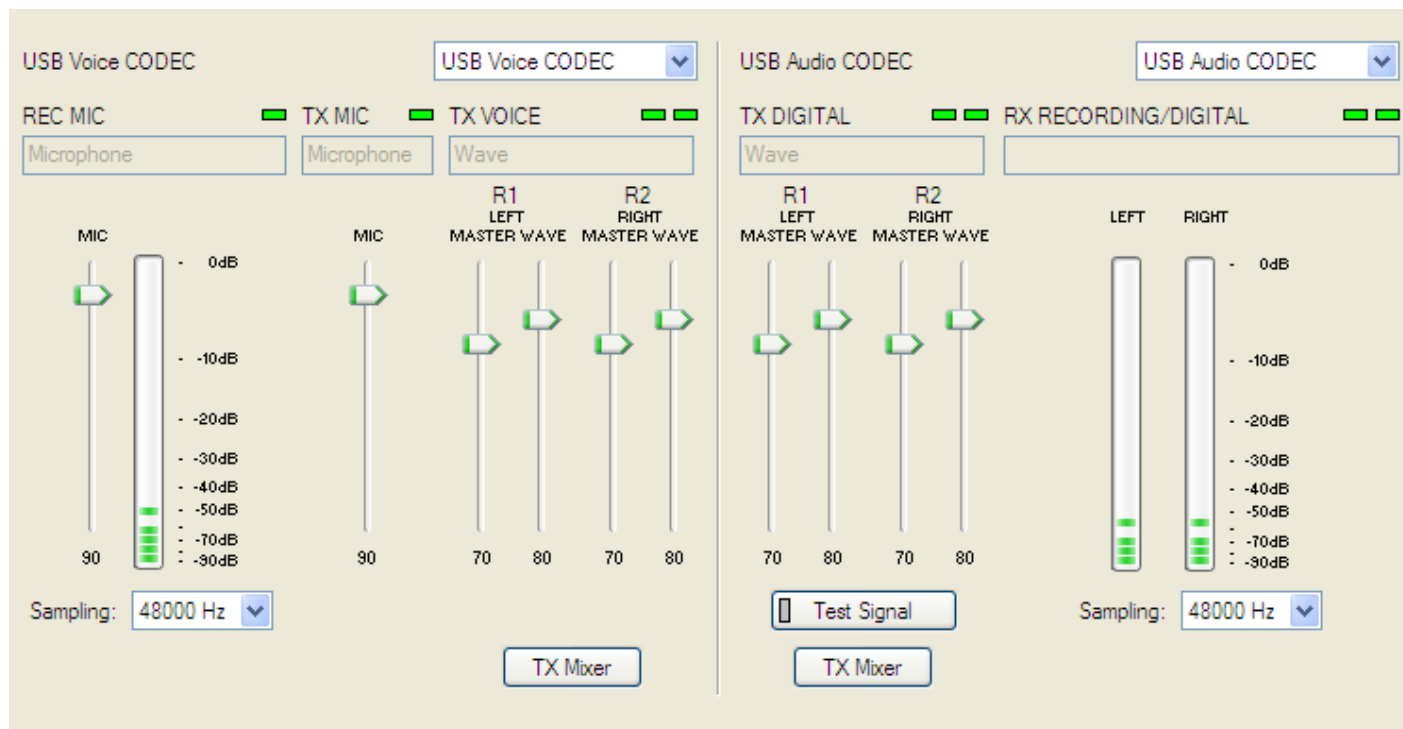 USB Voice CODEC USB Voice CODEC USB Audio CODEC USB Audio CODEC
REC MIC TX MIC TX VOICE TX DIGITAL RX RECORDING/DIGITAL
Microphone Microphone Wave Wave
R1 R2 R1 R2
LEFT RIGHT LEFT RIGHT LEFT RIGHT
MIC MIC MASTER WAVE MASTER WAVE MASTER WAVE MASTER WAVE
0dB 0dB
-10dB -10dB
-20dB -20dB
-30dB -30dB
-40dB -40dB
-50dB -50dB
-70dB -70dB
90 -90dB 90 70 80 70 80 70 80 70 80 -90dB
Sampling: 48000 Hz Test Signal Sampling: 48000 Hz
TX Mixer TX Mixer